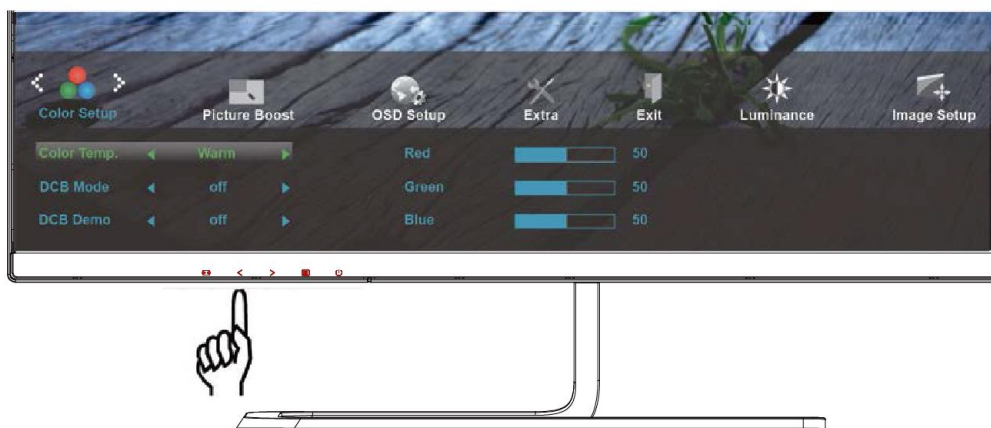 Color Setup Picture Boost OSD Setup Extra Exit Luminance Image Setup
Color Temp. Warm Red 50
DCB Mode off Green 50
DCB Demo off Blue 50